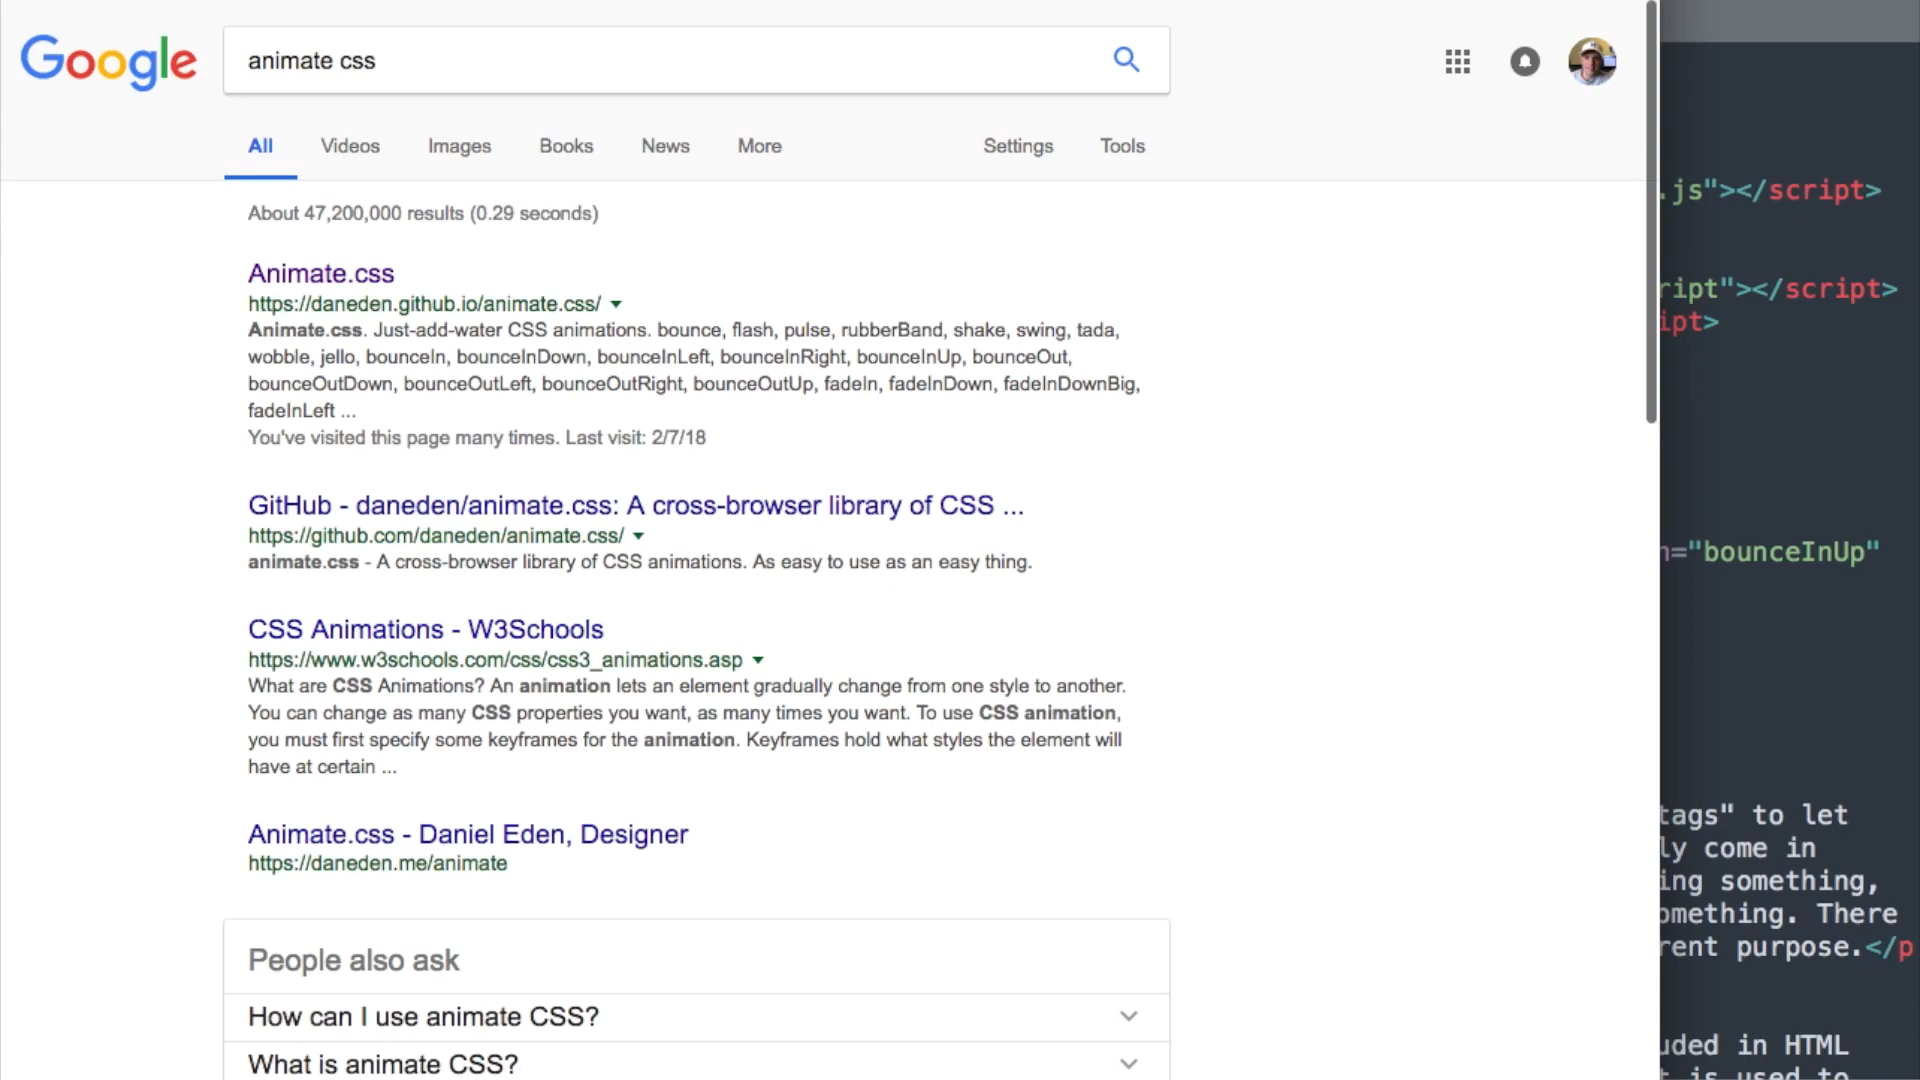 Google
animate css
All Videos Images Books News More Settings Tools
About 47,200,000 results (0.29 seconds)
Animate.css
https://daneden.github.io/animate.css/
Animate.css. Just-add-water CSS animations. bounce, flash, pulse, rubberBand, shake, swing, tada,
wobble, jello, bounceIn, bounceInDown, bounceInLeft, bounceInRight, bounceInUp, bounceOut,
bounceOutDown, bounceOutLeft, bounceOutRight, bounceOutUp, fadeIn, fadeInDown, fadeInDownBig,
fadeInLeft ...
You've visited this page many times. Last visit: 2/7/18
GitHub - daneden/animate.css: A cross-browser library of CSS ...
https://github.com/daneden/animate.css/
animate.css - A cross-browser library of CSS animations. As easy to use as an easy thing.
CSS Animations - W3Schools
https://www.w3schools.com/css/css3_animations.asp
What are CSS Animations? An animation lets an element gradually change from one style to another.
You can change as many CSS properties you want, as many times you want. To use CSS animation,
you must first specify some keyframes for the animation. Keyframes hold what styles the element will
have at certain ...
Animate.css - Daniel Eden, Designer
https://daneden.me/animate
People also ask
How can I use animate CSS?
What is animate CSS?
.js"></script>
ript"></script>
ipt>
="bounceInUp"
tags" to let
ly come in
ing something,
omething. There
rent purpose.</p
uded in HTML
is used to